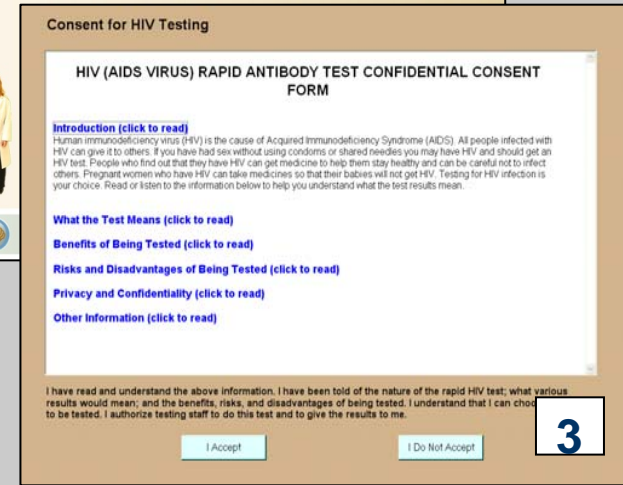 Consent for HIV Testing
HIV (AIDS VIRUS) RAPID ANTIBODY TEST CONFIDENTIAL CONSENT
FORM
Introduction (click to read)
Human immunodeficiency virus (HIV) is the cause of Acquired Immunodeficiency Syndrome (AIDS). All people infected with
HIV can give it to others. If you have had sex without using condoms or shared needles you may have HIV and should get an
HIV test. People who find out that they have HIV can get medicine to help them stay healthy and can be careful not to infect
others. Pregnant women who have HIV can take medicines so that their babies will not get HIV. Testing for HIV infection is
your choice. Read or listen to the information below to help you understand what the test results mean.
What the Test Means (click to read)
Benefits of Being Tested (click to read)
Risks and Disadvantages of Being Tested (click to read)
Privacy and Confidentiality (click to read)
Other Information (click to read)
I have read and understand the above information. I have been told of the nature of the rapid HIV test; what various
results would mean; and the benefits, risks, and disadvantages of being tested. I understand that I can
to be tested. I authorize testing staff to do this test and to give the results to me.
I Accept
I Do Not Accept
3